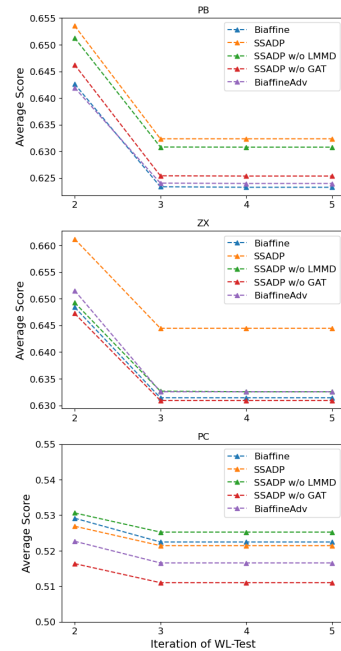 PB
0.655
0.650
0.645
0.640
0.635
0.630
0.625
Average Score
Biaffine
SSADP
SSADP w/o LMMD
SSADP w/o GAT
BiaffineAdv
2 3 4 5
ZX
0.660
0.655
0.650
0.645
0.640
0.635
0.630
Average Score
Biaffine
SSADP
SSADP w/o LMMD
SSADP w/o GAT
BiaffineAdv
2 3 4 5
PC
0.55
0.54
0.53
0.52
0.51
0.50
Average Score
Biaffine
SSADP
SSADP w/o LMMD
SSADP w/o GAT
BiaffineAdv
2 3 4 5
Iteration of WL-Test